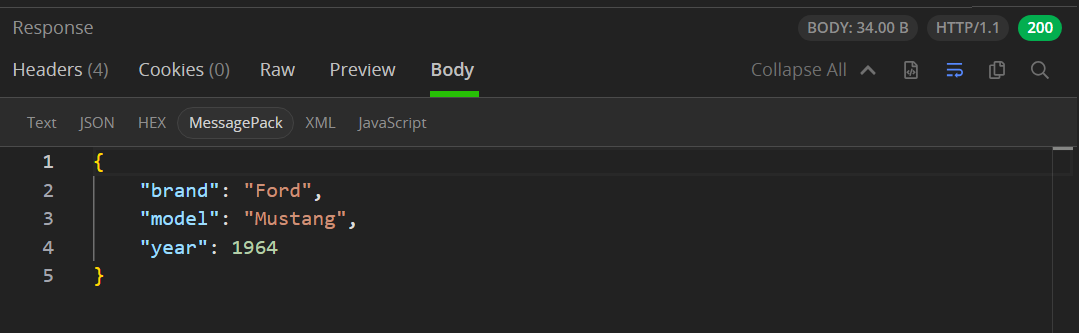 Response BODY: 34.00 B HTTP/1.1 200
Headers (4) Cookies (0) Raw Preview Body Collapse All
Text JSON HEX MessagePack XML JavaScript
1 {
2 "brand": "Ford",
3 "model": "Mustang",
4 "year": 1964
5 }